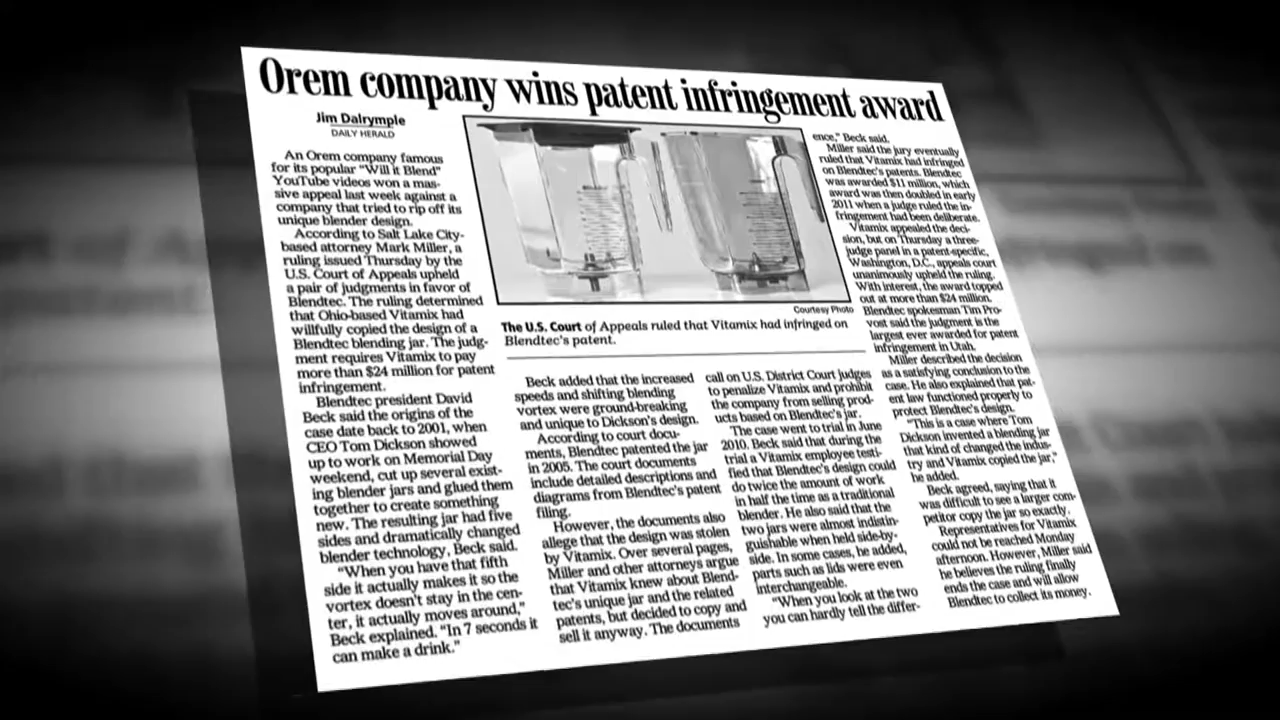 Orem company wins patent infringement award
Jim Dalrymple
DAILY HERALD
An Orem company famous
for its popular "Will it Blend"
YouTube videos won a mas-
sive appeal last week against a
company that tried to rip off its
unique blender design.
According to Salt Lake City-
based attorney Mark Miller, a
ruling issued Thursday by the
U.S. Court of Appeals upheld
a pair of judgments in favor of
Blendtec. The ruling determined
that Ohio-based Vitamix had
willfully copied the design of a
Blendtec blending jar. The judg-
ment requires Vitamix to pay
more than $24 million for patent
infringement.
Blendtec president David
Beck said the origins of the
case date back to 2001, when
CEO Tom Dickson showed
up to work on Memorial Day
weekend, cut up several exist-
ing blender jars and glued them
together to create something
new. The resulting jar had five
sides and dramatically changed
blender technology, Beck said.
"When you have that fifth
side it actually makes it so the
vortex doesn't stay in the cen-
ter, it actually moves around,"
Beck explained. "In 7 seconds it
can make a drink."
Courtesy Photo
The U.S. Court of Appeals ruled that Vitamix had infringed on
Blendtec's patent.
Beck added that the increased
speeds and shifting blending
vortex were ground-breaking
and unique to Dickson's design.
According to court docu-
ments, Blendtec patented the jar
in 2005. The court documents
include detailed descriptions and
diagrams from Blendtec's patent
filing.
However, the documents also
allege that the design was stolen
by Vitamix. Over several pages,
Miller and other attorneys argue
that Vitamix knew about Blend-
tec's unique jar and the related
patents, but decided to copy and
sell it anyway. The documents
call on U.S. District Court judges
to penalize Vitamix and prohibit
the company from selling prod-
ucts based on Blendtec's jar.
The case went to trial in June
2010. Beck said that during the
trial a Vitamix employee testi-
fied that Blendtec's design could
do twice the amount of work
in half the time as a traditional
blender. He also said that the
two jars were almost indistin-
guishable when held side-by-
side. In some cases, he added,
parts such as lids were even
interchangeable.
"When you look at the two
you can hardly tell the differ-
ence," Beck said.
Miller said the jury eventually
ruled that Vitamix had infringed
on Blendtec's patents. Blendtec
was awarded $11 million, which
award was then doubled in early
2011 when a judge ruled the in-
fringement had been deliberate.
Vitamix appealed the deci-
sion, but on Thursday a three-
judge panel in a patent-specific,
Washington, D.C., appeals court
unanimously upheld the ruling.
With interest, the award topped
out at more than $24 million.
Blendtec spokesman Tim Pro-
vost said the judgment is the
largest ever awarded for patent
infringement in Utah.
Miller described the decision
as a satisfying conclusion to the
case. He also explained that pat-
ent law functioned properly to
protect Blendtec's design.
"This is a case where Tom
Dickson invented a blending jar
that kind of changed the indus-
try and Vitamix copied the jar,"
he added.
Beck agreed, saying that it
was difficult to see a larger com-
petitor copy the jar so exactly.
Representatives for Vitamix
could not be reached Monday
afternoon. However, Miller said
he believes the ruling finally
ends the case and will allow
Blendtec to collect its money.